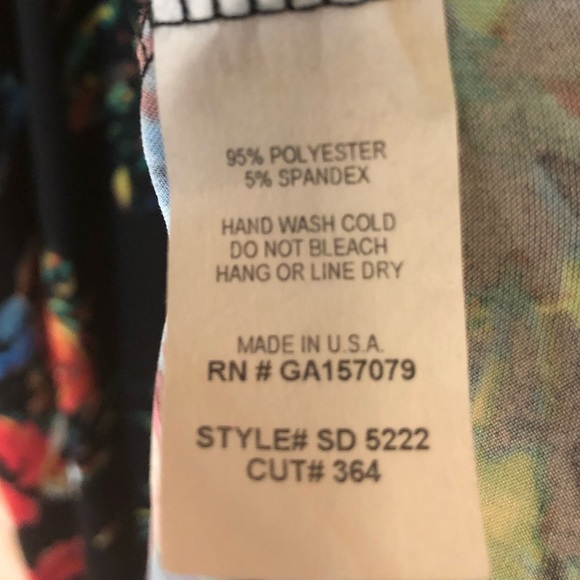 95% POLYESTER
5% SPANDEX
HAND WASH COLD
DO NOT BLEACH
HANG OR LINE DRY
MADE IN U.S.A.
RN # GA157079
STYLE# SD 5222
CUT# 364